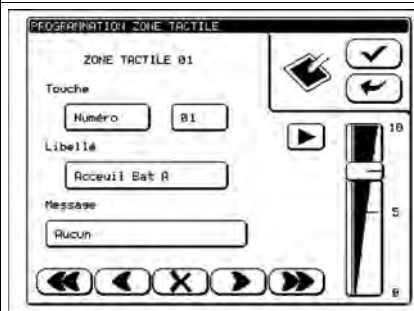 PROGRAMMATION ZONE TACTILE
ZONE TACTILE 01
Touche
Numéro 01
Libellé
Acceuil Bat A
Message
Aucun
10
5
0